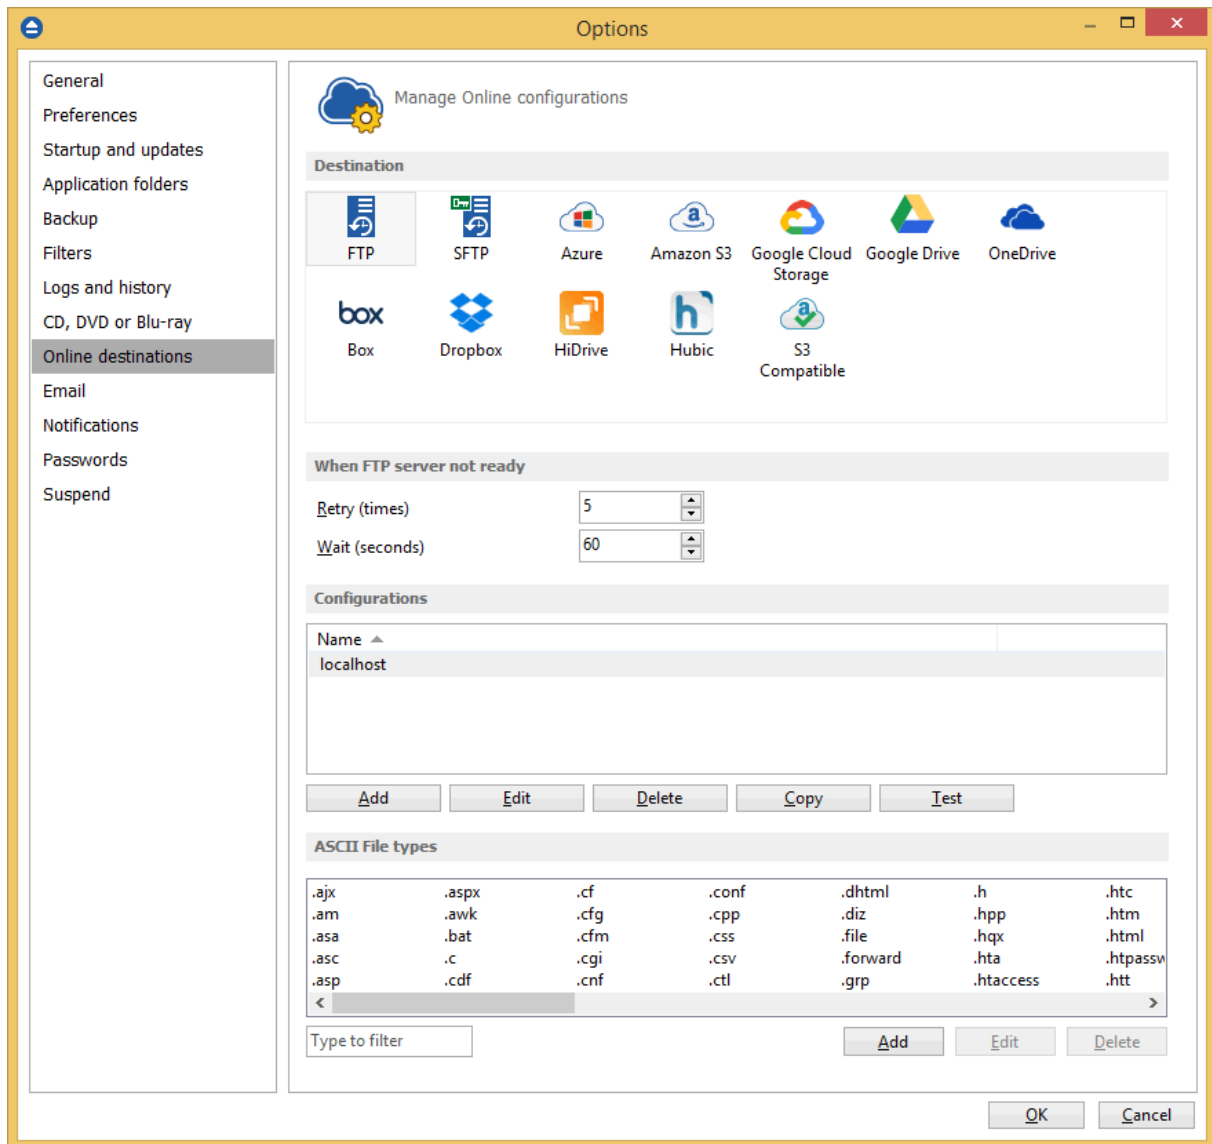 Options
General
Preferences
Startup and updates
Application folders
Backup
Filters
Logs and history
CD, DVD or Blu-ray
Online destinations
Email
Notifications
Passwords
Suspend
Manage Online configurations
Destination
FTP SFTP Azure Amazon S3 Google Cloud Storage Google Drive OneDrive
box
Box Dropbox HiDrive Hubic S3 Compatible
When FTP server not ready
Retry (times) 5
Wait (seconds) 60
Configurations
Name
localhost
Add Edit Delete Copy Test
ASCII File types
.ajx .aspx .cf .conf .dhtml .h .htc
.am .awk .cfg .cpp .diz .hpp .htm
.asa .bat .cfm .css .file .hqx .html
.asc .c .cgi .csv .forward .hta .htpassw
.asp .cdf .cnf .ctl .grp .htaccess .htt
Type to filter Add Edit Delete
OK Cancel